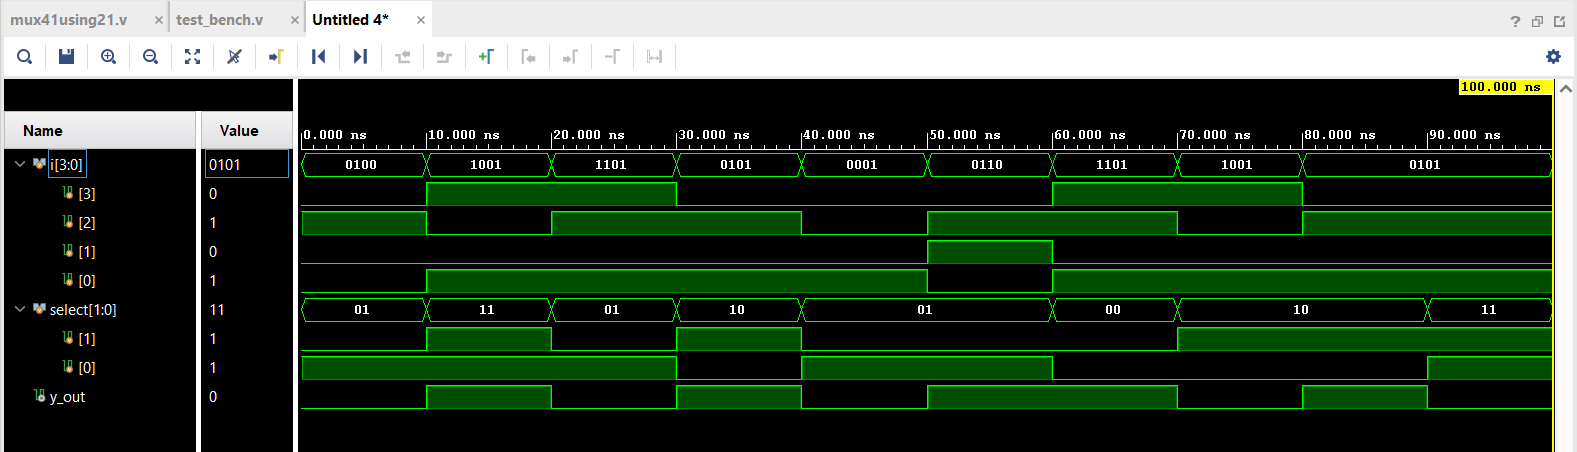 mux41using21.v × test_bench.v × Untitled 4* ×
?
100.000 ns
Name Value
0.000 ns 10.000 ns 20.000 ns 30.000 ns 40.000 ns 50.000 ns 60.000 ns 70.000 ns 80.000 ns 90.000 ns
i[3:0] 0101 0100 1001 1101 0101 0001 0110 1101 1001 0101
[3] 0
[2] 1
[1] 0
[0] 1
select[1:0] 11 01 11 01 10 01 00 10 11
[1] 1
[0] 1
y_out 0